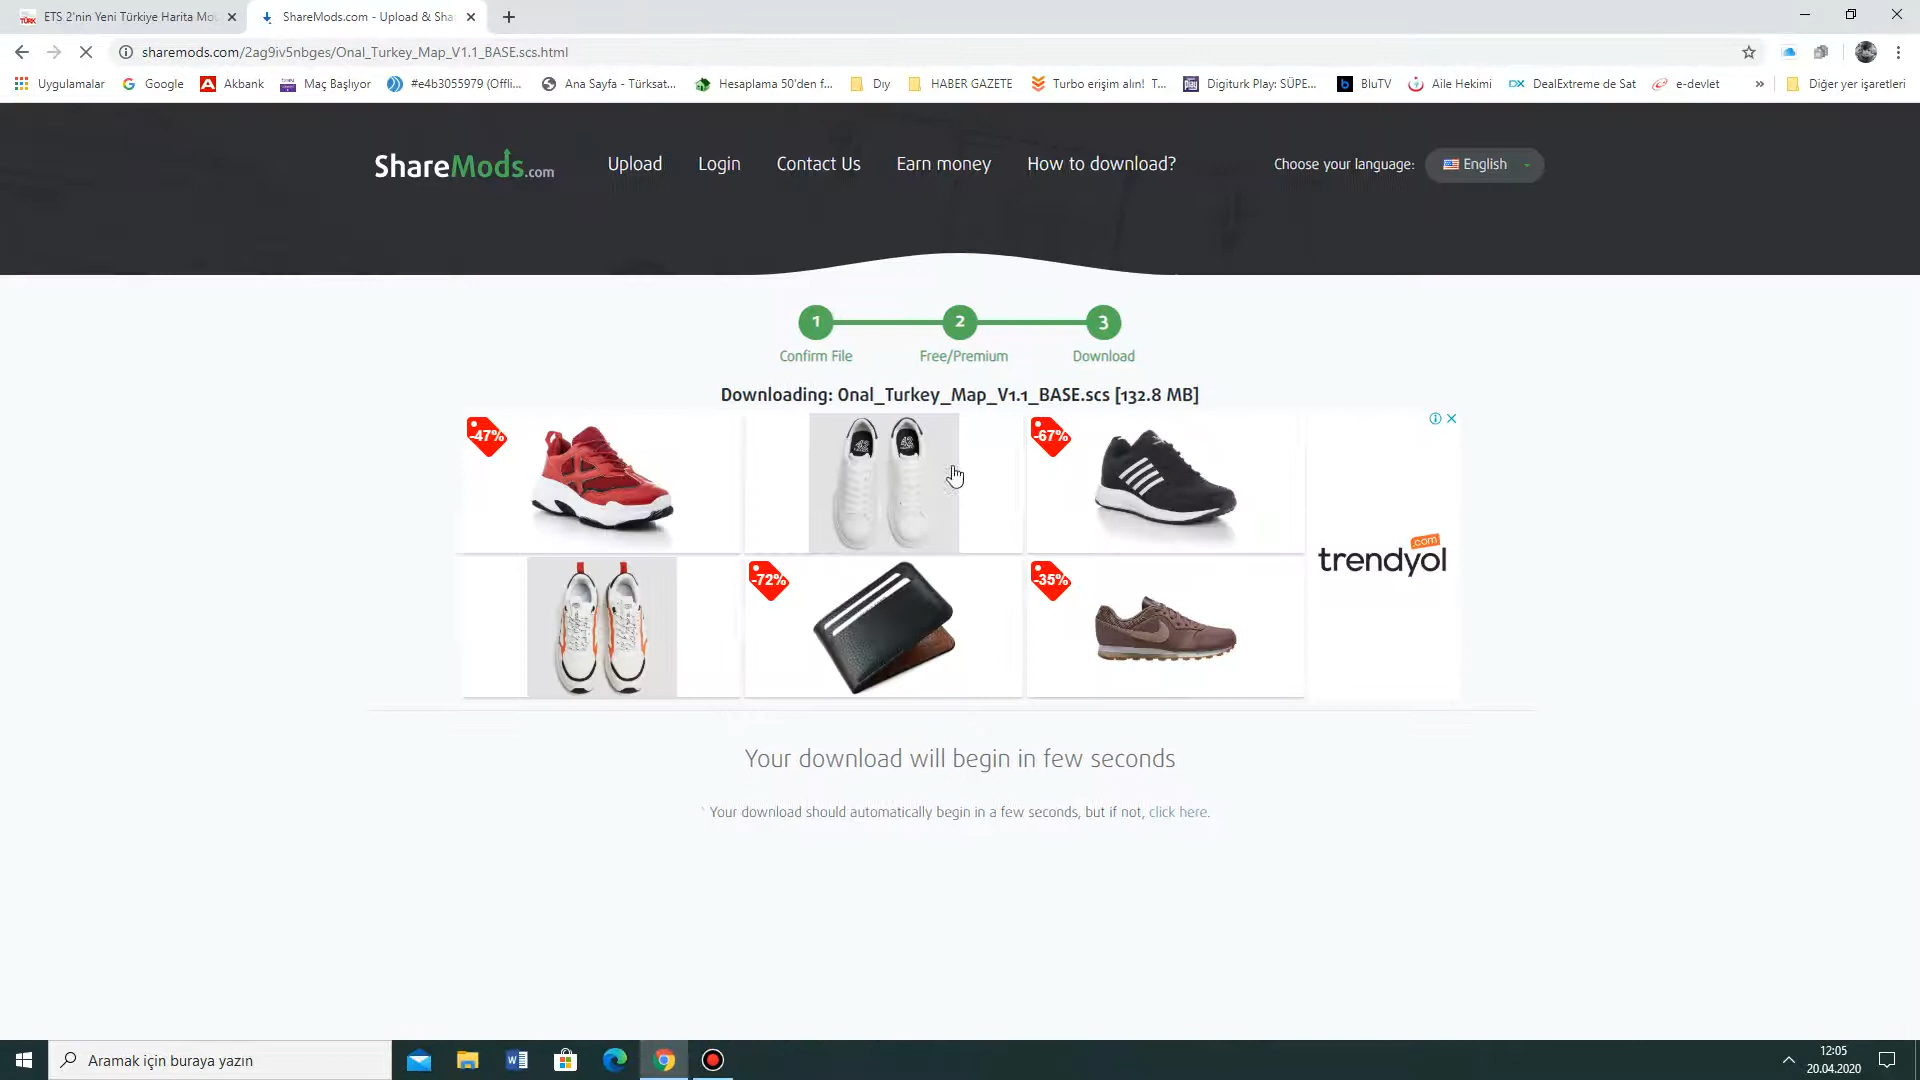 ETS 2'nin Yeni Türkiye Harita Mo
ShareMods.com - Upload & Sha
sharemods.com/2ag9iv5nbges/Onal_Turkey_Map_V1.1_BASE.scs.html
Uygulamalar
Google
Akbank
Maç Başlıyor
#e4b3055979 (Offli...
Ana Sayfa - Türksat...
Hesaplama 50'den f...
Dıy
HABER GAZETE
Turbo erişim alın! T...
Digiturk Play: SÜPE...
BluTV
Aile Hekimi
DealExtreme de Sat
e-devlet
»
Diğer yer işaretleri
ShareMods.com
Upload
Login
Contact Us
Earn money
How to download?
Choose your language:
English
1
2
3
Confirm File
Free/Premium
Download
Downloading: Onal_Turkey_Map_V1.1_BASE.scs [132.8 MB]
-47%
-67%
-72%
-35%
trendyol
.com
Your download will begin in few seconds
* Your download should automatically begin in a few seconds, but if not, click here.
Aramak için buraya yazın
12:05
20.04.2020